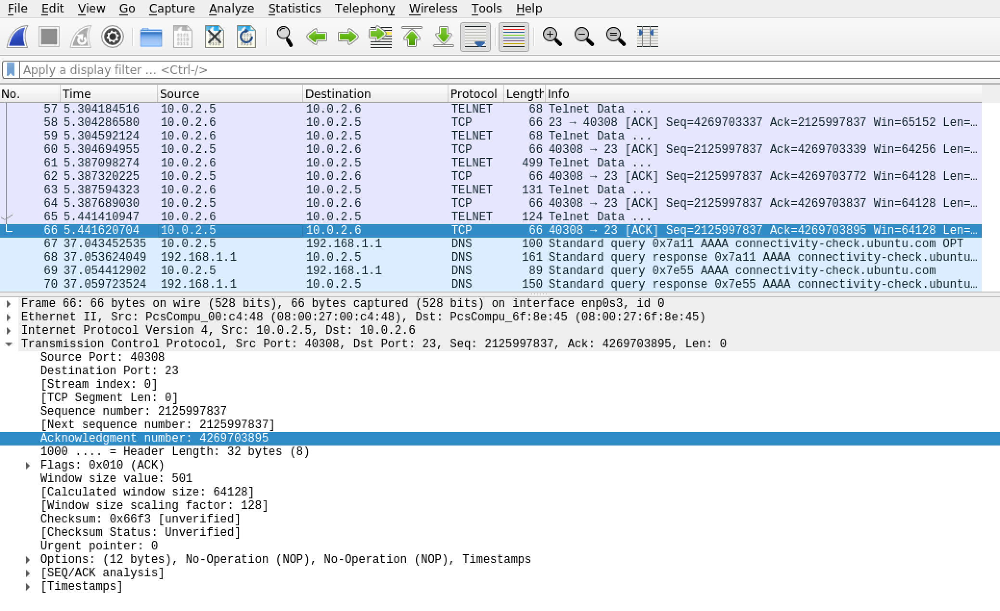 File Edit View Go Capture Analyze Statistics Telephony Wireless Tools Help
Apply a display filter ... <Ctrl-/>
No. Time Source Destination Protocol Length Info
57 5.304184516 10.0.2.5 10.0.2.6 TELNET 68 Telnet Data ...
58 5.304286580 10.0.2.6 10.0.2.5 TCP 66 23 → 40308 [ACK] Seq=4269703337 Ack=2125997837 Win=65152 Len=…
59 5.304592124 10.0.2.6 10.0.2.5 TELNET 68 Telnet Data ...
60 5.304694955 10.0.2.5 10.0.2.6 TCP 66 40308 → 23 [ACK] Seq=2125997837 Ack=4269703339 Win=64256 Len=…
61 5.387098274 10.0.2.6 10.0.2.5 TELNET 499 Telnet Data ...
62 5.387320225 10.0.2.5 10.0.2.6 TCP 66 40308 → 23 [ACK] Seq=2125997837 Ack=4269703772 Win=64128 Len=…
63 5.387594323 10.0.2.6 10.0.2.5 TELNET 131 Telnet Data ...
64 5.387689030 10.0.2.5 10.0.2.6 TCP 66 40308 → 23 [ACK] Seq=2125997837 Ack=4269703837 Win=64128 Len=…
65 5.441410947 10.0.2.6 10.0.2.5 TELNET 124 Telnet Data ...
66 5.441620704 10.0.2.5 10.0.2.6 TCP 66 40308 → 23 [ACK] Seq=2125997837 Ack=4269703895 Win=64128 Len=…
67 37.043452535 10.0.2.5 192.168.1.1 DNS 100 Standard query 0x7a11 AAAA connectivity-check.ubuntu.com OPT
68 37.053624049 192.168.1.1 10.0.2.5 DNS 161 Standard query response 0x7a11 AAAA connectivity-check.ubuntu…
69 37.054412902 10.0.2.5 192.168.1.1 DNS 89 Standard query 0x7e55 AAAA connectivity-check.ubuntu.com
70 37.059723524 192.168.1.1 10.0.2.5 DNS 150 Standard query response 0x7e55 AAAA connectivity-check.ubuntu…
Frame 66: 66 bytes on wire (528 bits), 66 bytes captured (528 bits) on interface enp0s3, id 0
Ethernet II, Src: PcsCompu_00:c4:48 (08:00:27:00:c4:48), Dst: PcsCompu_6f:8e:45 (08:00:27:6f:8e:45)
Internet Protocol Version 4, Src: 10.0.2.5, Dst: 10.0.2.6
Transmission Control Protocol, Src Port: 40308, Dst Port: 23, Seq: 2125997837, Ack: 4269703895, Len: 0
Source Port: 40308
Destination Port: 23
[Stream index: 0]
[TCP Segment Len: 0]
Sequence number: 2125997837
[Next sequence number: 2125997837]
Acknowledgment number: 4269703895
1000 .... = Header Length: 32 bytes (8)
Flags: 0x010 (ACK)
Window size value: 501
[Calculated window size: 64128]
[Window size scaling factor: 128]
Checksum: 0x66f3 [unverified]
[Checksum Status: Unverified]
Urgent pointer: 0
Options: (12 bytes), No-Operation (NOP), No-Operation (NOP), Timestamps
[SEQ/ACK analysis]
[Timestamps]